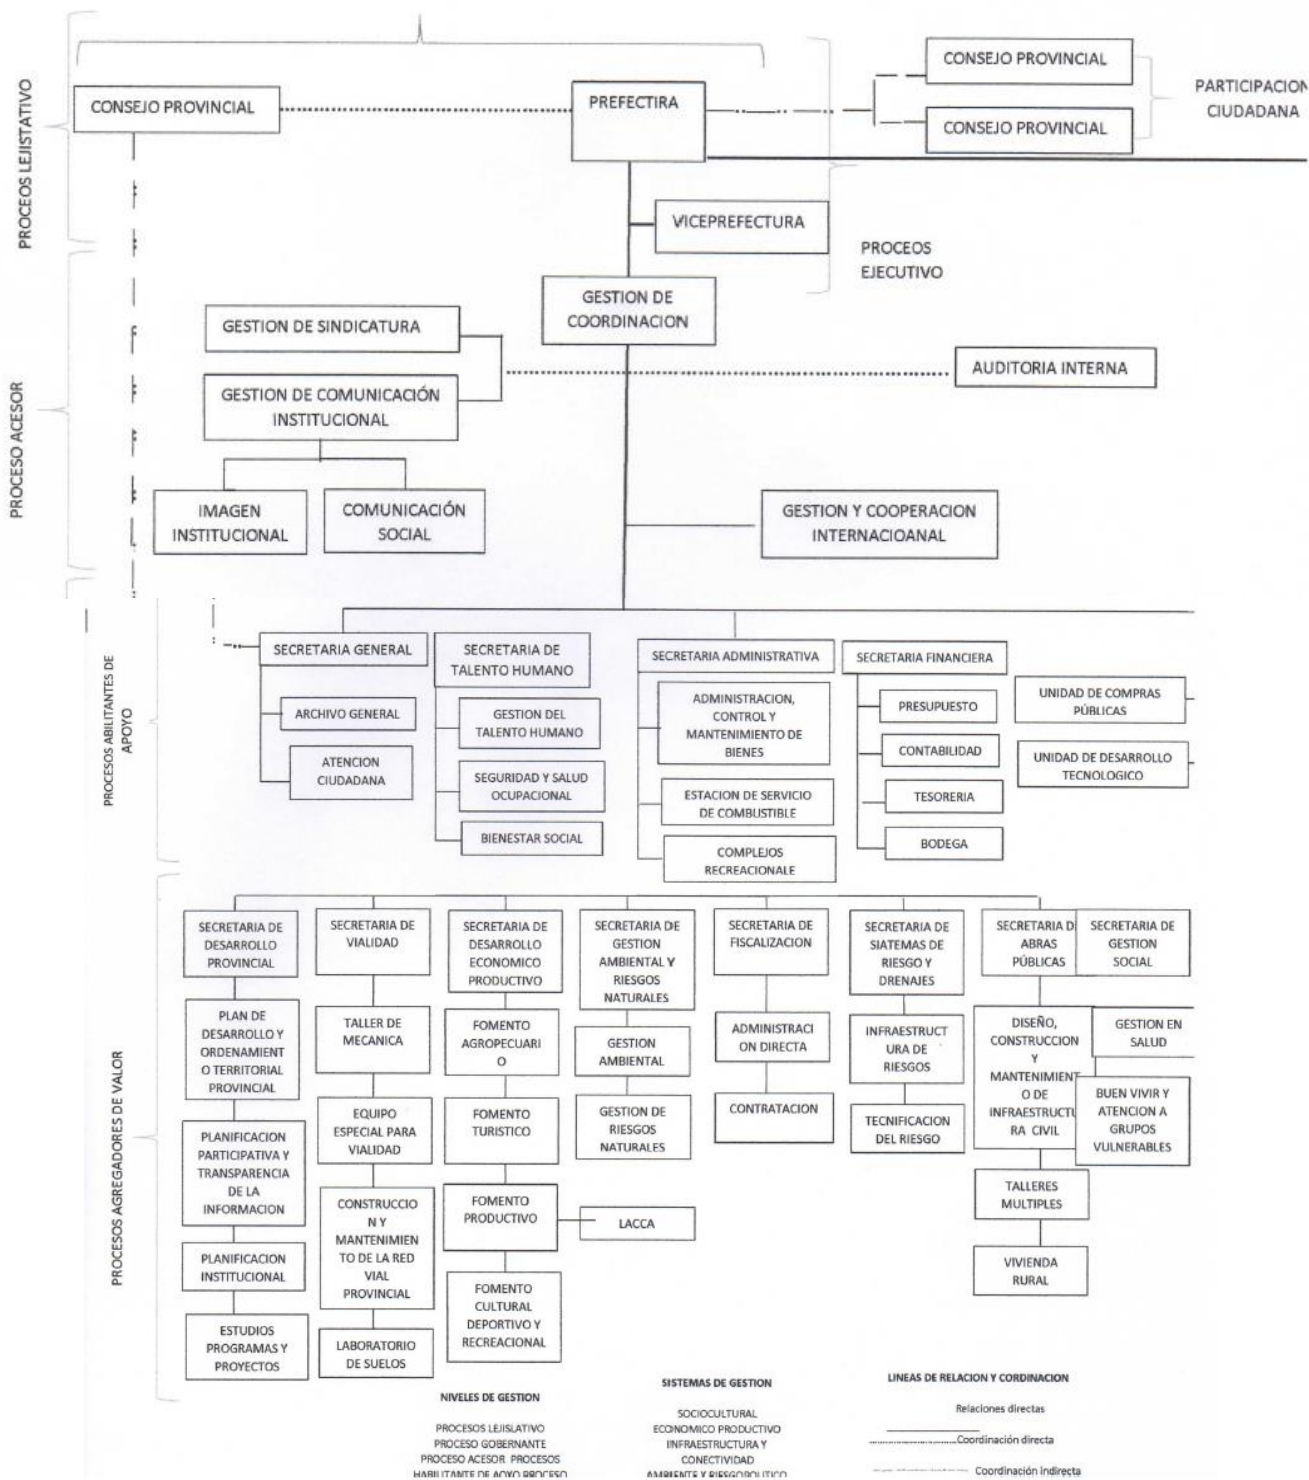 CONSEJO PROVINCIAL
PREFECTIRA
CONSEJO PROVINCIAL
CONSEJO PROVINCIAL
PARTICIPACION
CIUDADANA
PROCEOS LEJISTATIVO
VICEPREFECTURA
PROCEOS
EJECUTIVO
GESTION DE
COORDINACION
GESTION DE SINDICATURA
GESTION DE COMUNICACIÓN
INSTITUCIONAL
AUDITORIA INTERNA
PROCESO ACESOR
IMAGEN
INSTITUCIONAL
COMUNICACIÓN
SOCIAL
GESTION Y COOPERACION
INTERNACIOANAL
PROCESOS ABILITANTES DE
APOYO
SECRETARIA GENERAL
ARCHIVO GENERAL
ATENCION
CIUDADANA
SECRETARIA DE
TALENTO HUMANO
GESTION DEL
TALENTO HUMANO
SEGURIDAD Y SALUD
OCUPACIONAL
BIENESTAR SOCIAL
SECRETARIA ADMINISTRATIVA
ADMINISTRACION,
CONTROL Y
MANTENIMIENTO DE
BIENES
ESTACION DE SERVICIO
DE COMBUSTIBLE
COMPLEJOS
RECREACIONALE
SECRETARIA FINANCIERA
PRESUPUESTO
CONTABILIDAD
TESORERIA
BODEGA
UNIDAD DE COMPRAS
PÚBLICAS
UNIDAD DE DESARROLLO
TECNOLOGICO
PROCESOS AGREGADORES DE VALOR
SECRETARIA DE
DESARROLLO
PROVINCIAL
PLAN DE
DESARROLLO Y
ORDENAMIENT
O TERRITORIAL
PROVINCIAL
PLANIFICACION
PARTICIPATIVA Y
TRANSPARENCIA
DE LA
INFORMACION
PLANIFICACION
INSTITUCIONAL
ESTUDIOS
PROGRAMAS Y
PROYECTOS
SECRETARIA DE
VIALIDAD
TALLER DE
MECANICA
EQUIPO
ESPECIAL PARA
VIALIDAD
CONSTRUCCIO
N Y
MANTENIMIEN
TO DE LA RED
VIAL
PROVINCIAL
LABORATORIO
DE SUELOS
SECRETARIA DE
DESARROLLO
ECONOMICO
PRODUCTIVO
FOMENTO
AGROPECUARI
O
FOMENTO
TURISTICO
FOMENTO
PRODUCTIVO
LACCA
FOMENTO
CULTURAL
DEPORTIVO Y
RECREACIONAL
SECRETARIA DE
GESTION
AMBIENTAL Y
RIESGOS
NATURALES
GESTION
AMBIENTAL
GESTION DE
RIESGOS
NATURALES
SECRETARIA DE
FISCALIZACION
ADMINISTRACI
ON DIRECTA
CONTRATACION
SECRETARIA DE
SIATEMAS DE
RIESGO Y
DRENAJES
INFRAESTRUCT
URA DE
RIESGOS
TECNIFICACION
DEL RIESGO
SECRETARIA D
ABRAS
PÚBLICAS
DISEÑO,
CONSTRUCCION
Y
MANTENIMIENT
O DE
INFRAESTRUCTU
RA CIVIL
TALLERES
MULTIPLES
VIVIENDA
RURAL
SECRETARIA DE
GESTION
SOCIAL
GESTION EN
SALUD
BUEN VIVIR Y
ATENCION A
GRUPOS
VULNERABLES
NIVELES DE GESTION
PROCESOS LEJISLATIVO
PROCESO GOBERNANTE
PROCESO ACESOR PROCESOS
HABILITANTE DE APOYO PROCESO
SISTEMAS DE GESTION
SOCIOCULTURAL
ECONOMICO PRODUCTIVO
INFRAESTRUCTURA Y
CONECTIVIDAD
AMBIENTE Y RIESGOPOLITICO
LINEAS DE RELACION Y CORDINACION
Relaciones directas
Coordinación directa
Coordinación indirecta